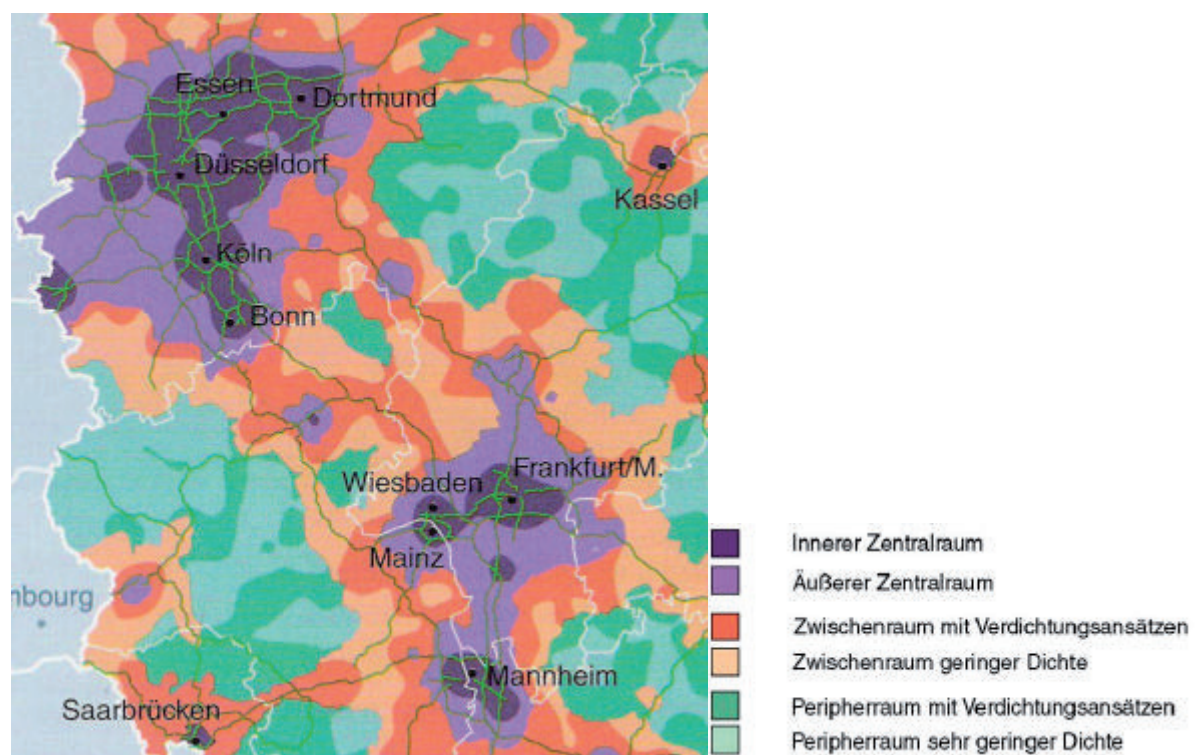 Essen
Dortmund
Düsseldorf
Kassel
Köln
Bonn
Wiesbaden
Frankfurt/M.
Mainz
nbourg
Mannheim
Saarbrücken
Innerer Zentralraum
Äußerer Zentralraum
Zwischenraum mit Verdichtungsansätzen
Zwischenraum geringer Dichte
Peripherraum mit Verdichtungsansätzen
Peripherraum sehr geringer Dichte